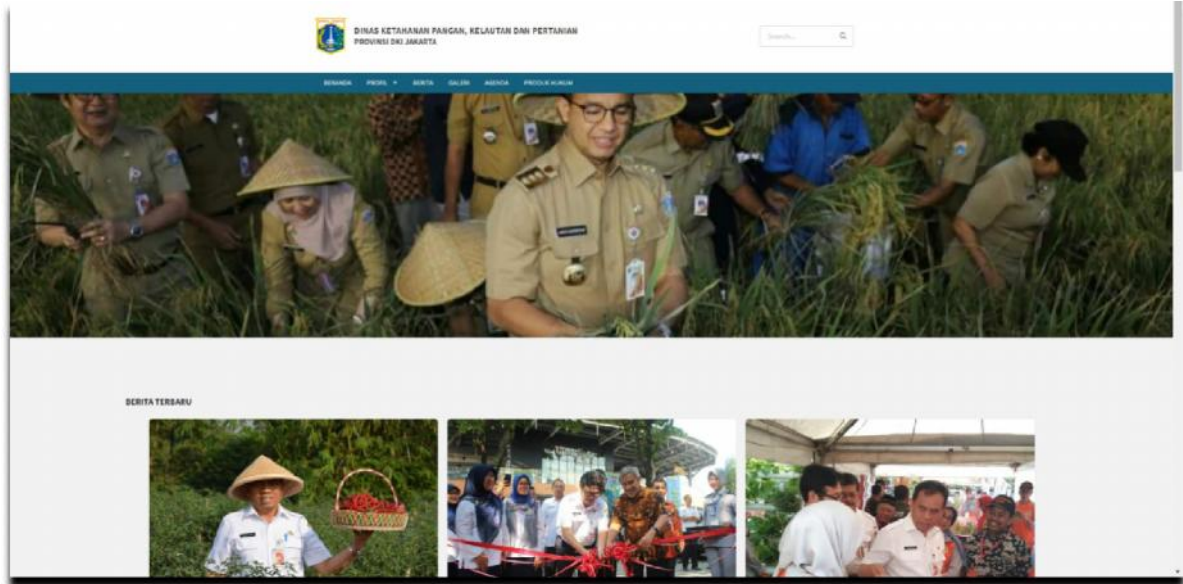 DINAS KETAHANAN PANGAN, KELAUTAN DAN PERTANIAN
PROVINSI DKI JAKARTA
Search...
BERANDA PROFIL BERITA GALERI AGENDA PRODUK HUKUM
BERITA TERBARU